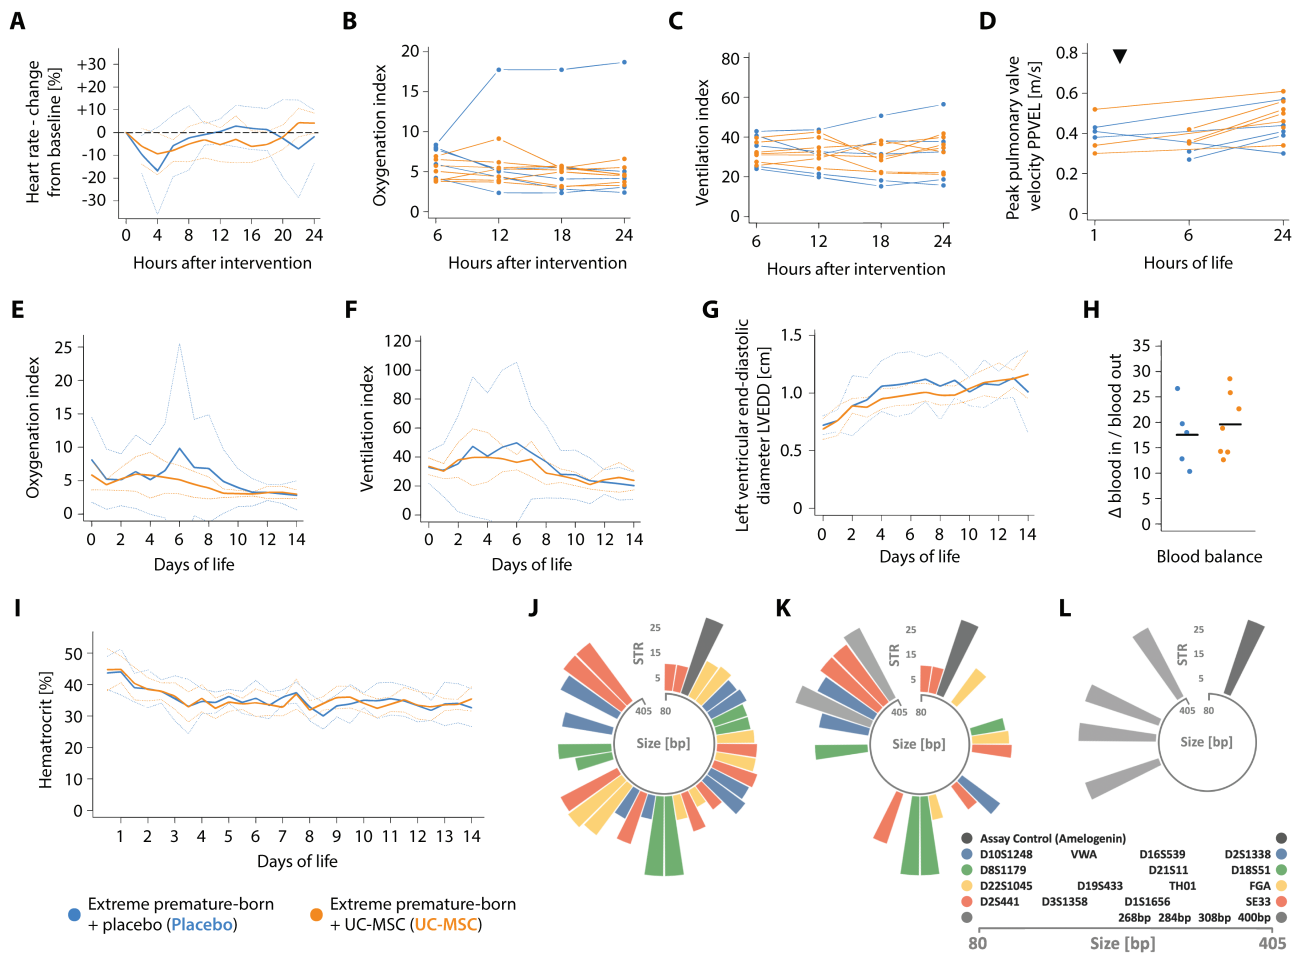 A
Heart rate - change
from baseline [%]
+30
+20
+10
0
-10
-20
-30
0 4 8 12 16 20 24
Hours after intervention
B
Oxygenation index
20
15
10
5
0
6 12 18 24
Hours after intervention
C
Ventilation index
80
60
40
20
0
6 12 18 24
Hours after intervention
D
Peak pulmonary valve
velocity PPVEL [m/s]
0.8
0.6
0.4
0.2
0
1 6 24
Hours of life
E
Oxygenation index
25
20
15
10
5
0
0 2 4 6 8 10 12 14
Days of life
F
Ventilation index
120
100
80
60
40
20
0
0 2 4 6 8 10 12 14
Days of life
G
Left ventricular end-diastolic
diameter LVEDD [cm]
1.5
1.0
0.5
0
0 2 4 6 8 10 12 14
Days of life
H
Δ blood in / blood out
35
30
25
20
15
10
5
0
Blood balance
I
Hematrocrit [%]
50
40
30
20
10
0
1 2 3 4 5 6 7 8 9 10 11 12 13 14
Days of life
J
STR
25
15
5
405 80
Size [bp]
K
STR
25
15
5
405 80
Size [bp]
L
STR
25
15
5
405 80
Size [bp]
Assay Control (Amelogenin)
D10S1248 VWA D16S539 D2S1338
D8S1179 D21S11 D18S51
D22S1045 D19S433 TH01 FGA
D2S441 D3S1358 D1S1656 SE33
268bp 284bp 308bp 400bp
80 Size [bp] 405
Extreme premature-born
+ placebo (Placebo)
Extreme premature-born
+ UC-MSC (UC-MSC)